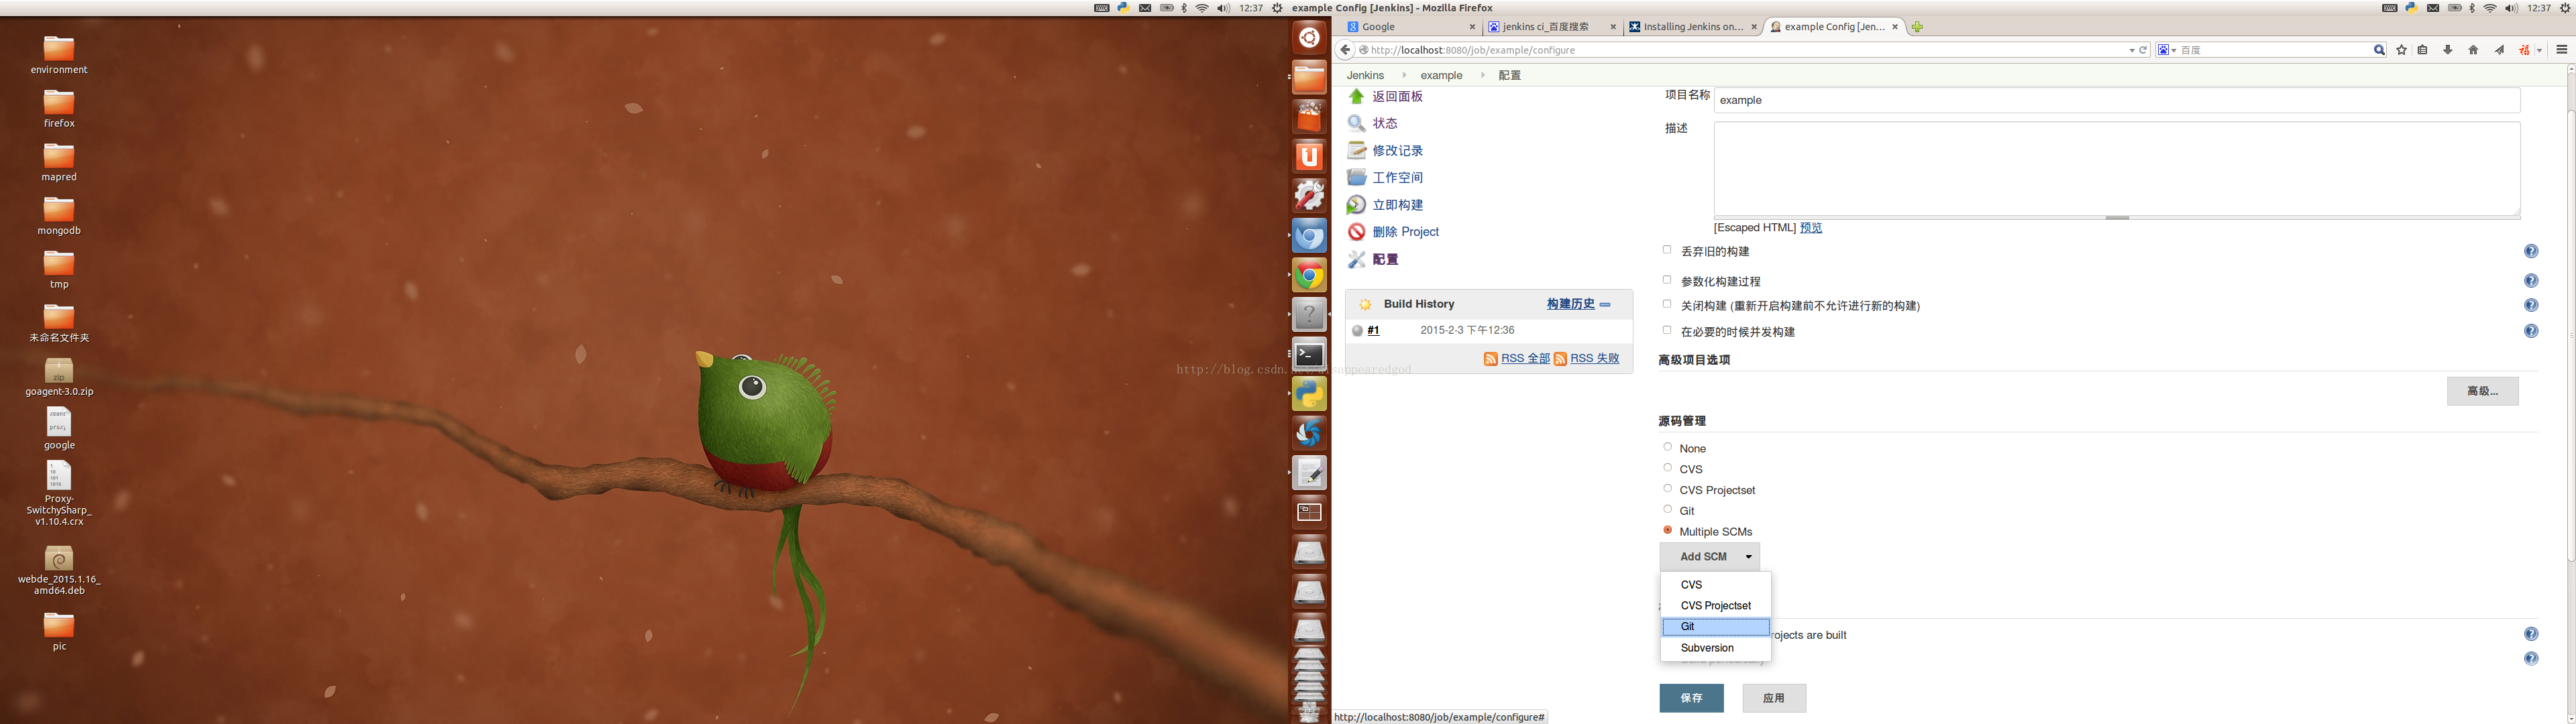 12:37
example Config [Jenkins] - Mozilla Firefox
12:37
environment
firefox
mapred
mongodb
tmp
未命名文件夹
zip
goagent-3.0.zip
google
Proxy-
SwitchySharp_
v1.10.4.crx
webde_2015.1.16_
amd64.deb
pic
Google
jenkins ci_百度搜索
Installing Jenkins on...
example Config [Jen...
http://localhost:8080/job/example/configure
百度
Jenkins
example
配置
返回面板
状态
修改记录
工作空间
立即构建
删除 Project
配置
Build History
构建历史
#1
2015-2-3 下午12:36
RSS 全部
RSS 失败
http://blog.csdn.net/disappearedgod
项目名称
example
描述
[Escaped HTML] 预览
丢弃旧的构建
参数化构建过程
关闭构建 (重新开启构建前不允许进行新的构建)
在必要的时候并发构建
高级项目选项
高级...
源码管理
None
CVS
CVS Projectset
Git
Multiple SCMs
Add SCM
CVS
CVS Projectset
Git
Subversion
rojects are built
保存
应用
http://localhost:8080/job/example/configure#